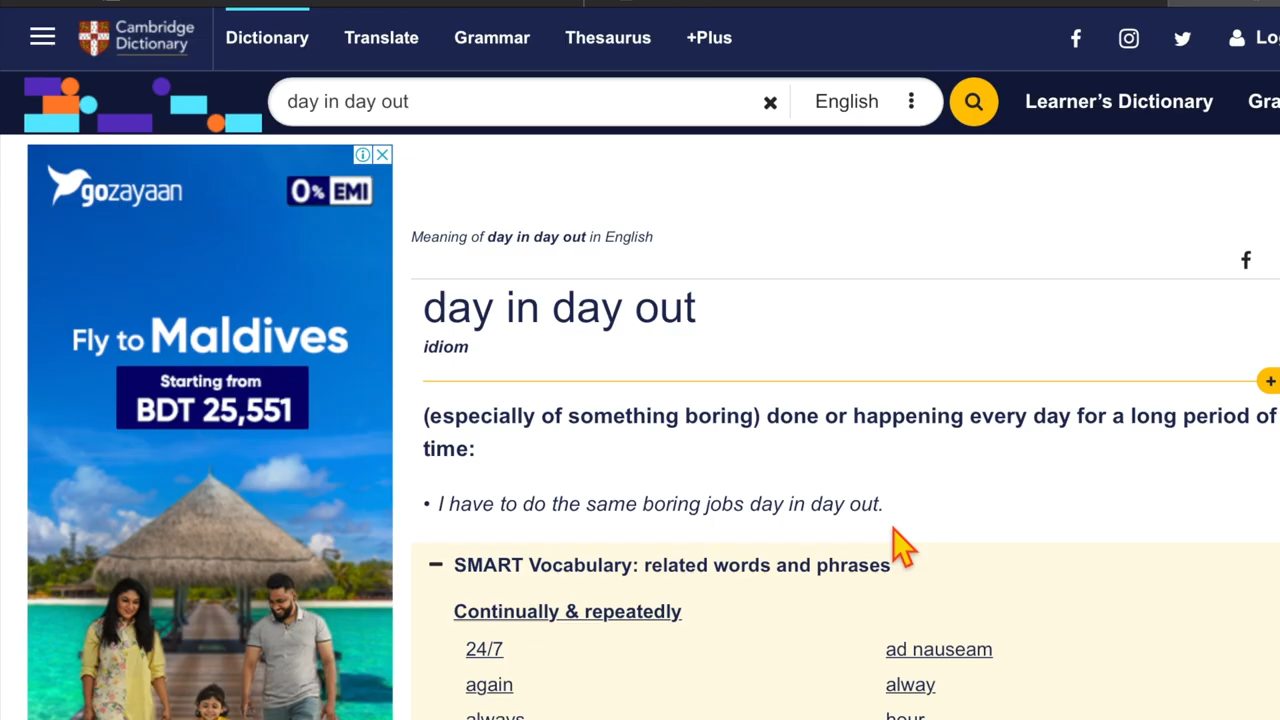 Cambridge
Dictionary
Dictionary
Translate
Grammar
Thesaurus
+Plus
day in day out
English
Learner's Dictionary
gozayaan
0% EMI
Fly to Maldives
Starting from
BDT 25,551
Meaning of day in day out in English
day in day out
idiom
(especially of something boring) done or happening every day for a long period of
time:
• I have to do the same boring jobs day in day out.
SMART Vocabulary: related words and phrases
Continually & repeatedly
24/7
ad nauseam
again
alway
always
hour